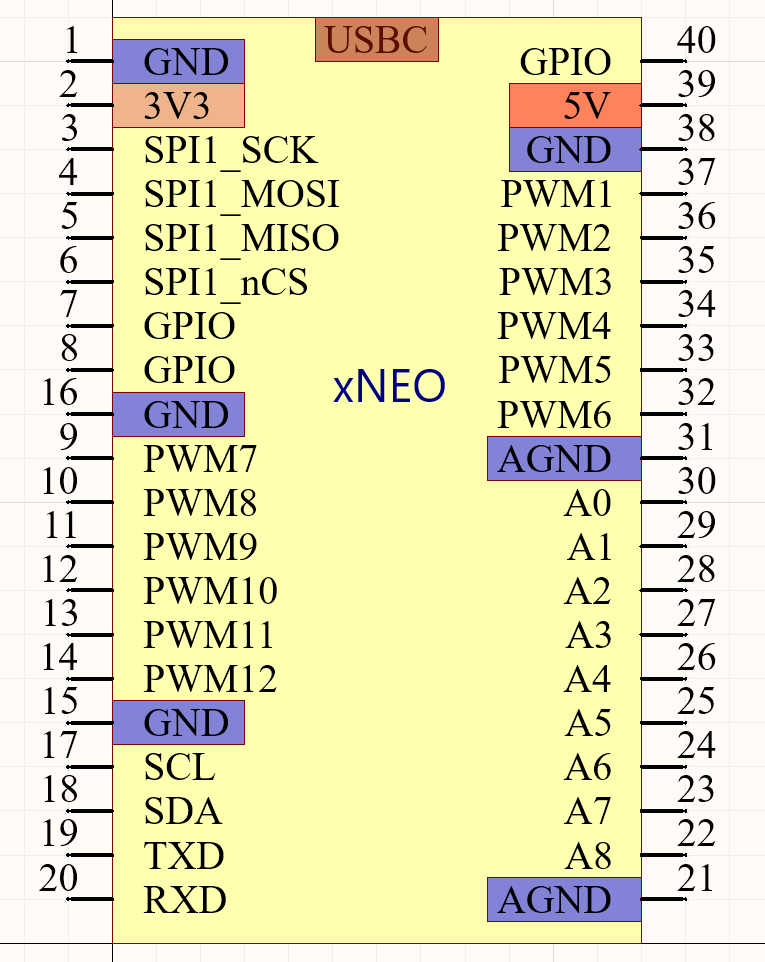 USBC
1 GND GPIO 40
2 3V3 5V 39
3 SPI1_SCK GND 38
4 SPI1_MOSI PWM1 37
5 SPI1_MISO PWM2 36
6 SPI1_nCS PWM3 35
7 GPIO PWM4 34
8 GPIO PWM5 33
xNEO
16 GND PWM6 32
9 PWM7 AGND 31
10 PWM8 A0 30
11 PWM9 A1 29
12 PWM10 A2 28
13 PWM11 A3 27
14 PWM12 A4 26
15 GND A5 25
17 SCL A6 24
18 SDA A7 23
19 TXD A8 22
20 RXD AGND 21